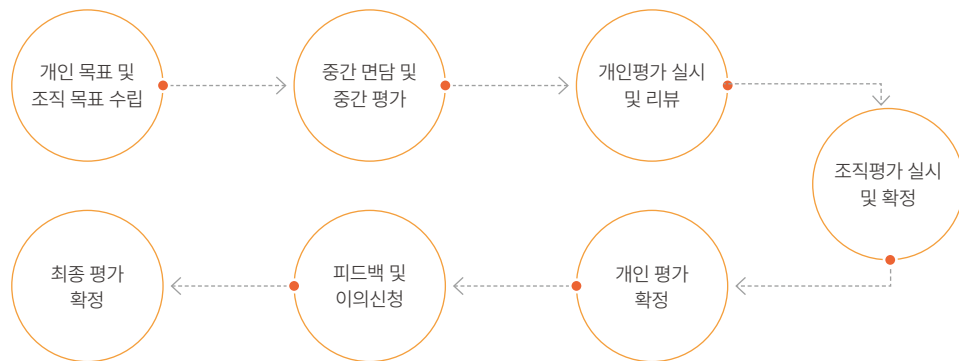 개인 목표 및
조직 목표 수립
중간 면담 및
중간 평가
개인평가 실시
및 리뷰
조직평가 실시
및 확정
개인 평가
확정
피드백 및
이의신청
최종 평가
확정